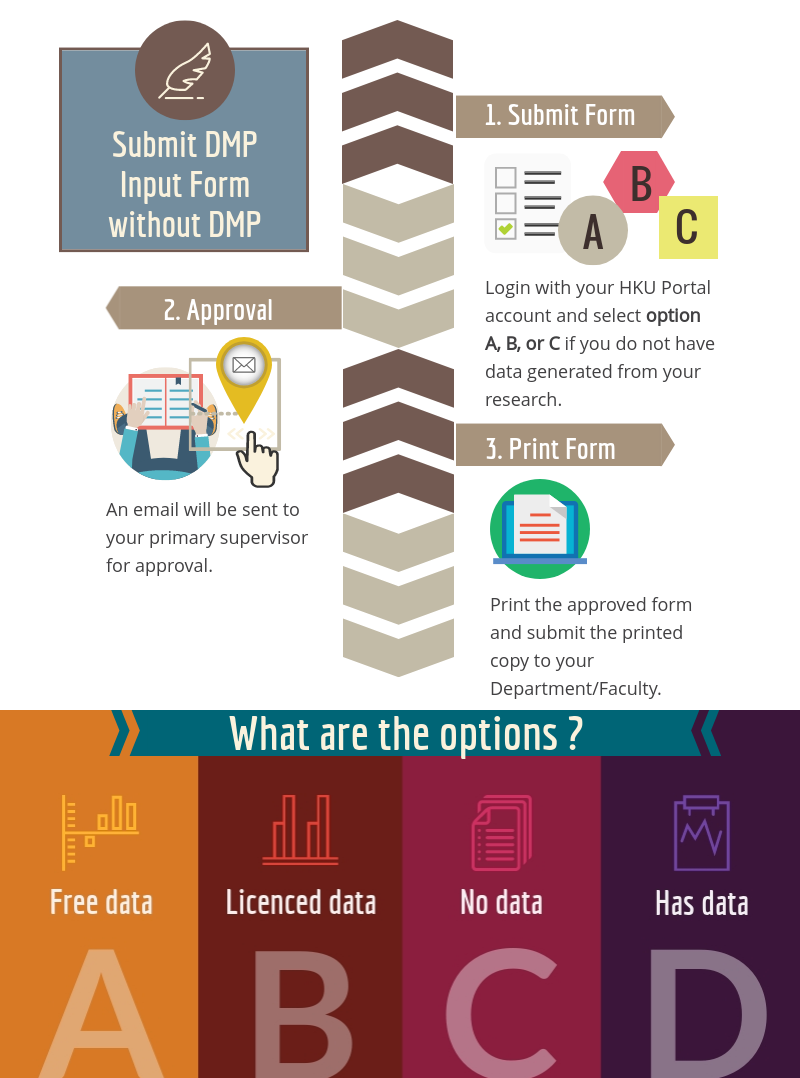 Submit DMP
Input Form
without DMP
1. Submit Form
A
B
C
Login with your HKU Portal
account and select option
A, B, or C if you do not have
data generated from your
research.
2. Approval
An email will be sent to
your primary supervisor
for approval.
3. Print Form
Print the approved form
and submit the printed
copy to your
Department/Faculty.
What are the options ?
Free data
Licenced data
No data
Has data
A
B
C
D